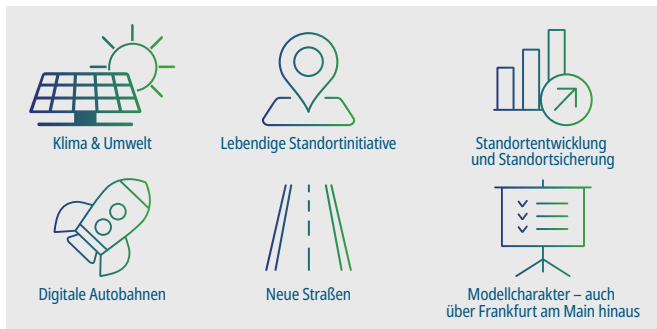 Klima & Umwelt
Lebendige Standortinitiative
Standortentwicklung
und Standortsicherung
Digitale Autobahnen
Neue Straßen
Modellcharakter – auch
über Frankfurt am Main hinaus